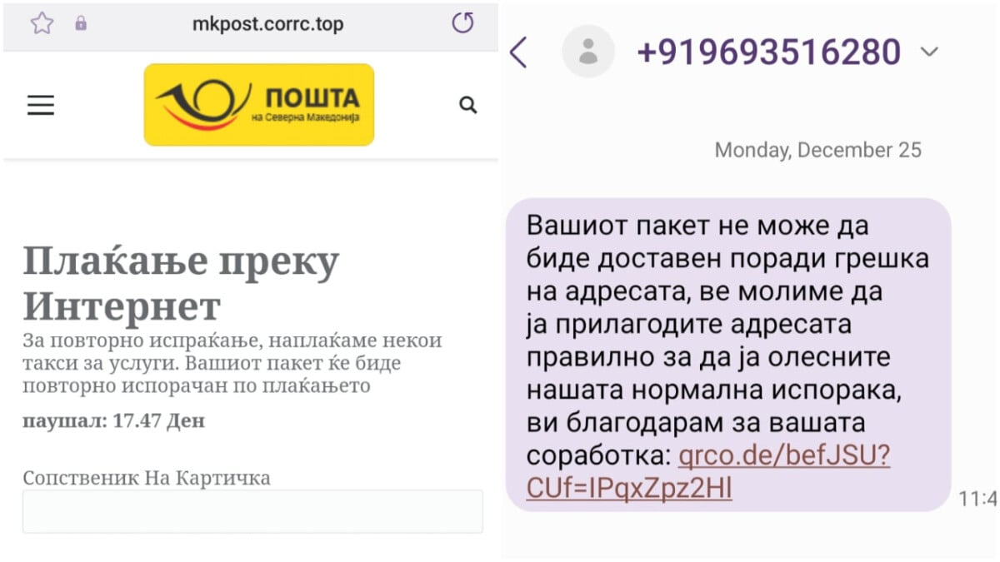 mkpost.corrc.top
ПОШТА
на Северна Македонија
Плаќање преку
Интернет
За повторно испраќање, наплаќаме некои
такси за услуги. Вашиот пакет ќе биде
повторно испорачан по плаќањето
паушал: 17.47 Ден
Сопственик На Картичка
+919693516280
Monday, December 25
Вашиот пакет не може да
биде доставен поради грешка
на адресата, ве молиме да
ја прилагодите адресата
правилно за да ја олесните
нашата нормална испорака,
ви благодарам за вашата
соработка: qrco.de/befJSU?
CUf=IPqxZpz2Hl
11:4